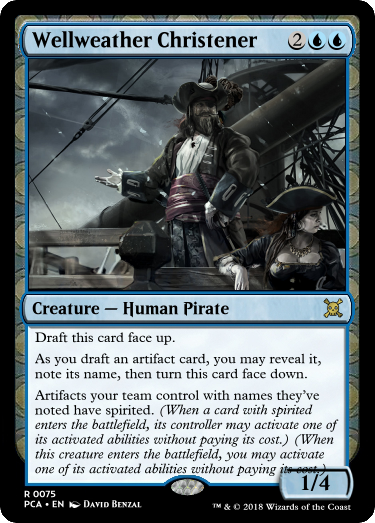 Wellweather Christener 2
Creature — Human Pirate
Draft this card face up.
As you draft an artifact card, you may reveal it,
note its name, then turn this card face down.
Artifacts your team control with names they've
noted have spirited. (When a card with spirited
enters the battlefield, its controller may activate one of
its activated abilities without paying its cost.) (When
this creature enters the battlefield, you may activate
one of its activated abilities without paying its cost.)
1/4
R 0075
PCA • EN DAVID BENZAL
™ & © 2018 Wizards of the Coast